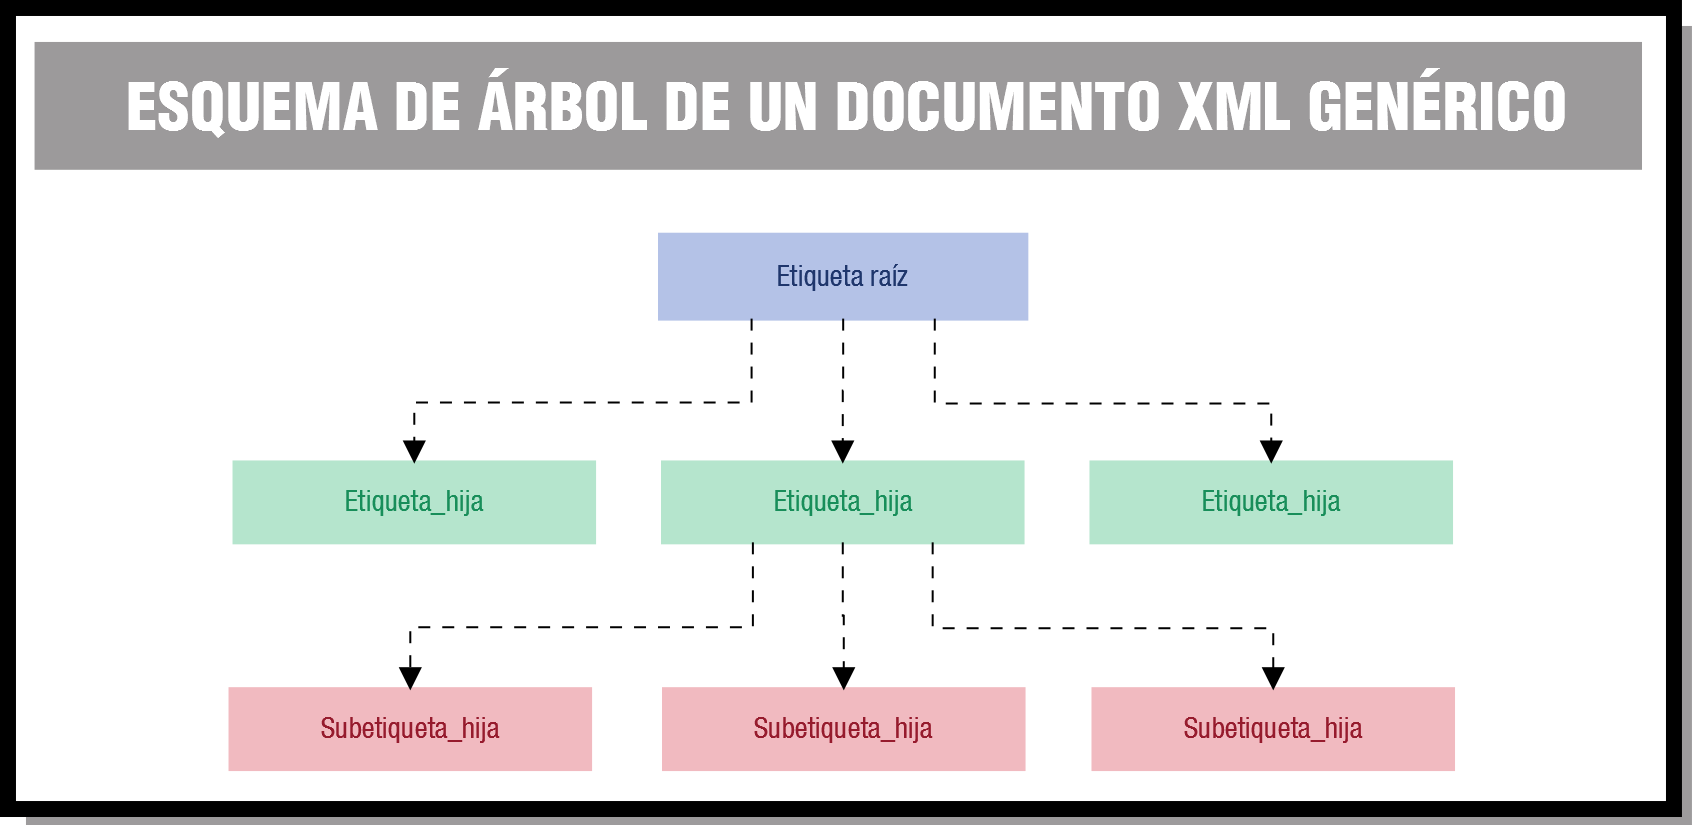 ESQUEMA DE ÁRBOL DE UN DOCUMENTO XML GENÉRICO
Etiqueta raíz
Etiqueta_hija
Etiqueta_hija
Etiqueta_hija
Subetiqueta_hija
Subetiqueta_hija
Subetiqueta_hija